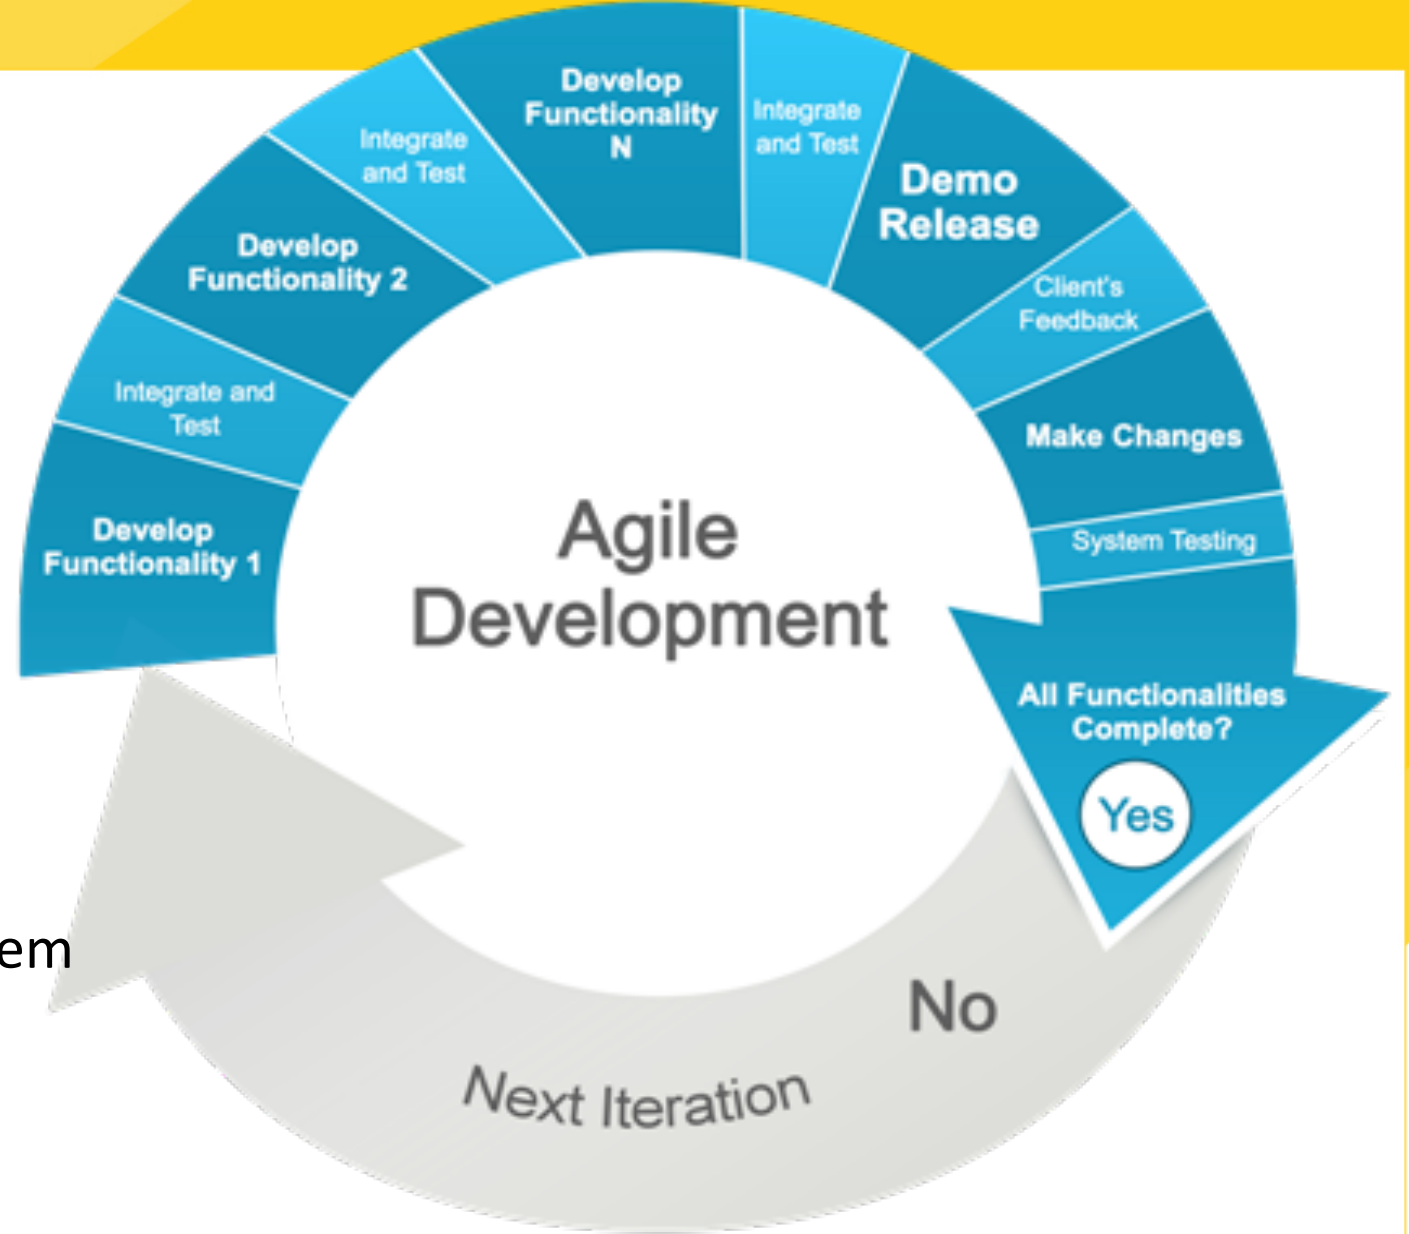 Develop
Functionality 1
Integrate and
Test
Develop
Functionality 2
Integrate
and Test
Develop
Functionality
N
Integrate
and Test
Demo
Release
Client's
Feedback
Make Changes
System Testing
All Functionalities
Complete?
Yes
No
Next Iteration
Agile
Development
em